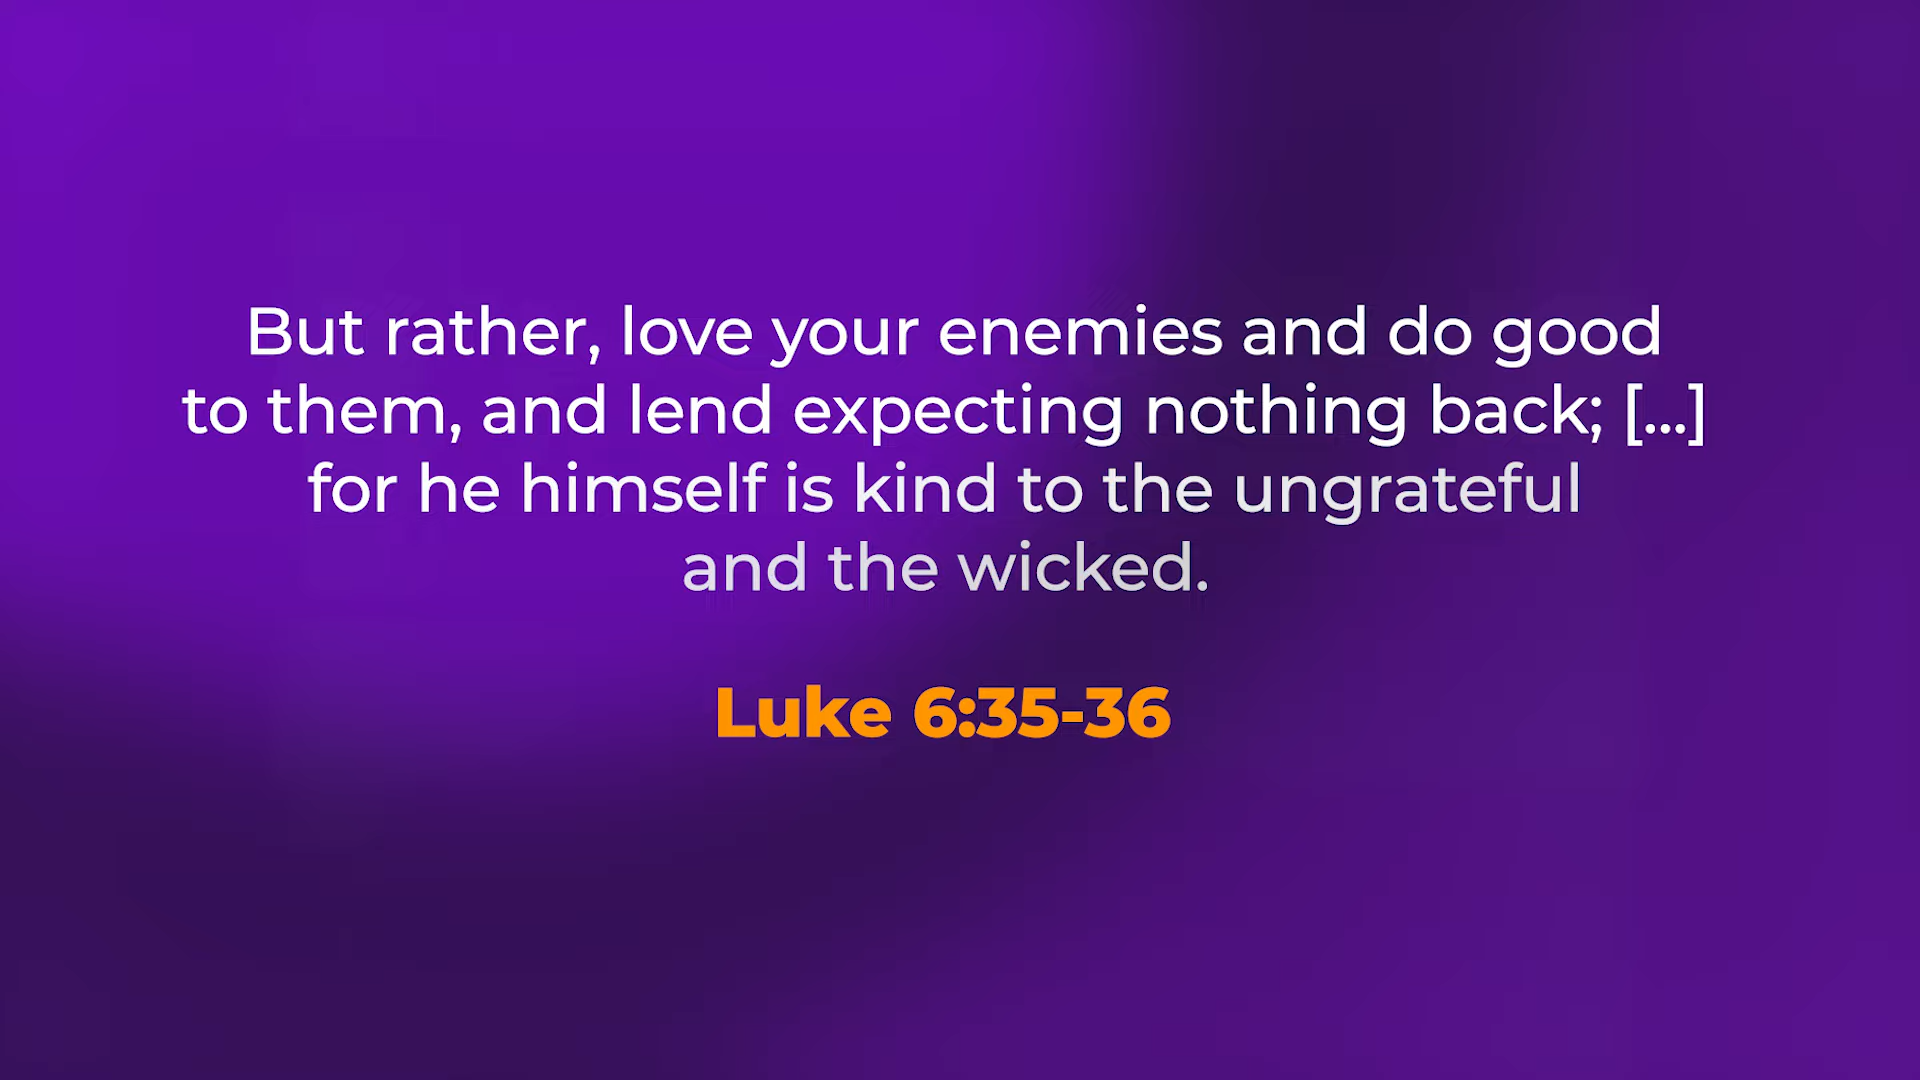 But rather, love your enemies and do good
to them, and lend expecting nothing back; [...]
for he himself is kind to the ungrateful
and the wicked.
Luke 6:35-36